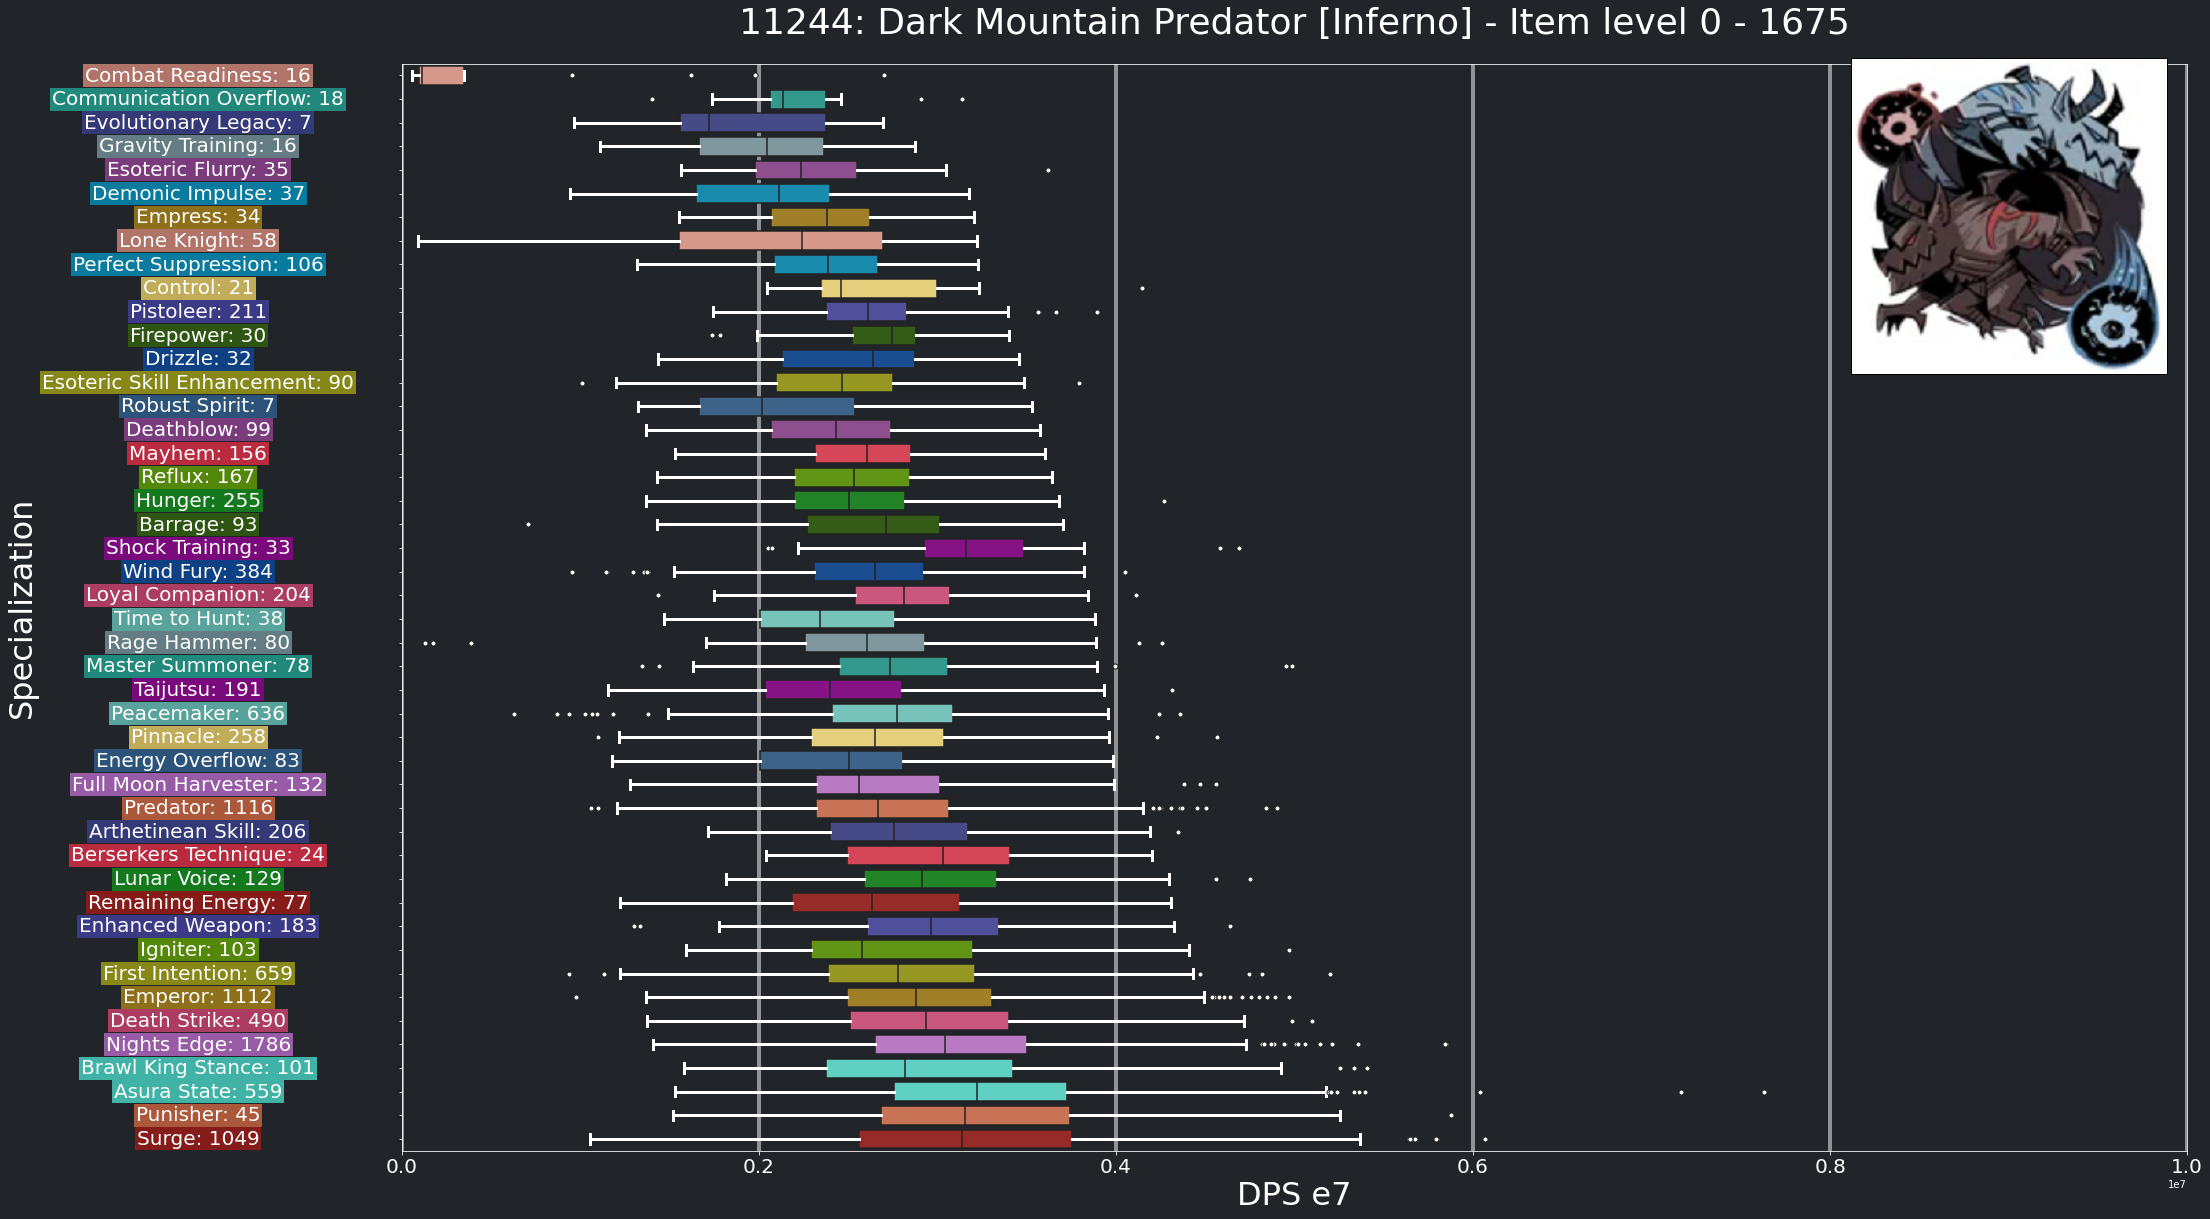 11244: Dark Mountain Predator [Inferno] - Item level 0 - 1675
Specialization
Combat Readiness: 16
Communication Overflow: 18
Evolutionary Legacy: 7
Gravity Training: 16
Esoteric Flurry: 35
Demonic Impulse: 37
Empress: 34
Lone Knight: 58
Perfect Suppression: 106
Control: 21
Pistoleer: 211
Firepower: 30
Drizzle: 32
Esoteric Skill Enhancement: 90
Robust Spirit: 7
Deathblow: 99
Mayhem: 156
Reflux: 167
Hunger: 255
Barrage: 93
Shock Training: 33
Wind Fury: 384
Loyal Companion: 204
Time to Hunt: 38
Rage Hammer: 80
Master Summoner: 78
Taijutsu: 191
Peacemaker: 636
Pinnacle: 258
Energy Overflow: 83
Full Moon Harvester: 132
Predator: 1116
Arthetinean Skill: 206
Berserkers Technique: 24
Lunar Voice: 129
Remaining Energy: 77
Enhanced Weapon: 183
Igniter: 103
First Intention: 659
Emperor: 1112
Death Strike: 490
Nights Edge: 1786
Brawl King Stance: 101
Asura State: 559
Punisher: 45
Surge: 1049
0.0 0.2 0.4 0.6 0.8 1.0
1e7
DPS e7